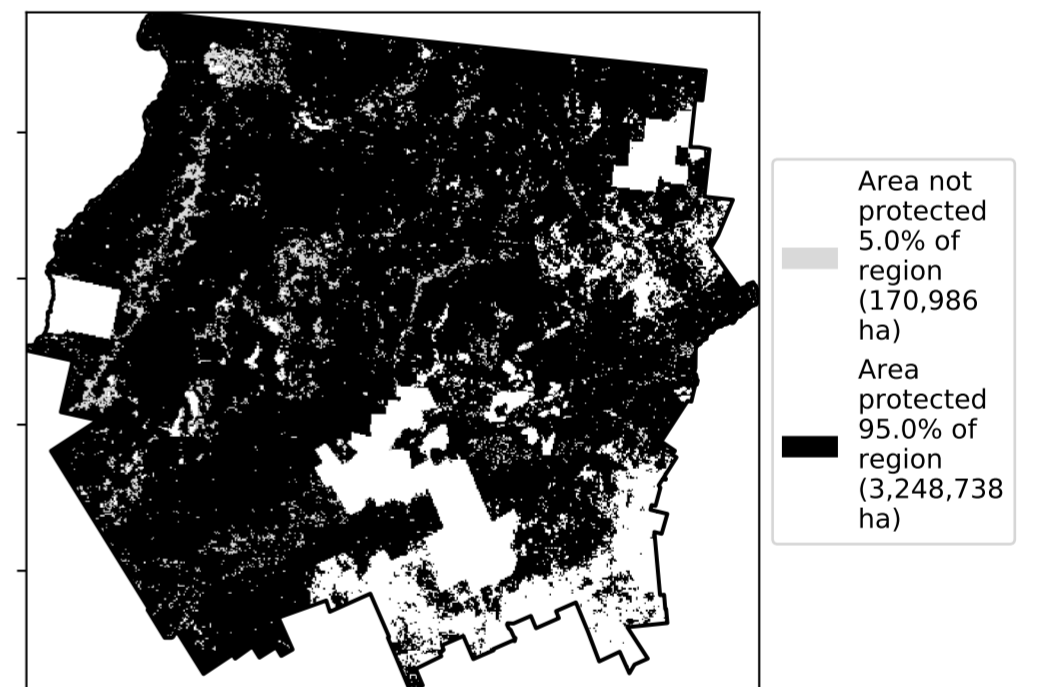 Area not
protected
5.0% of
region
(170,986
ha)
Area
protected
95.0% of
region
(3,248,738
ha)